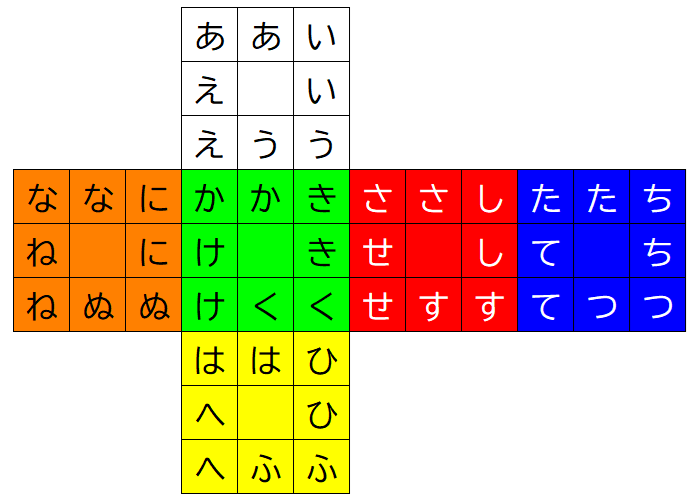 ああい
えい
えうう
ななにかかきささしたたち
ねにけきせしてち
ねぬぬけくくせすすてつつ
ははひ
へひ
へふふ